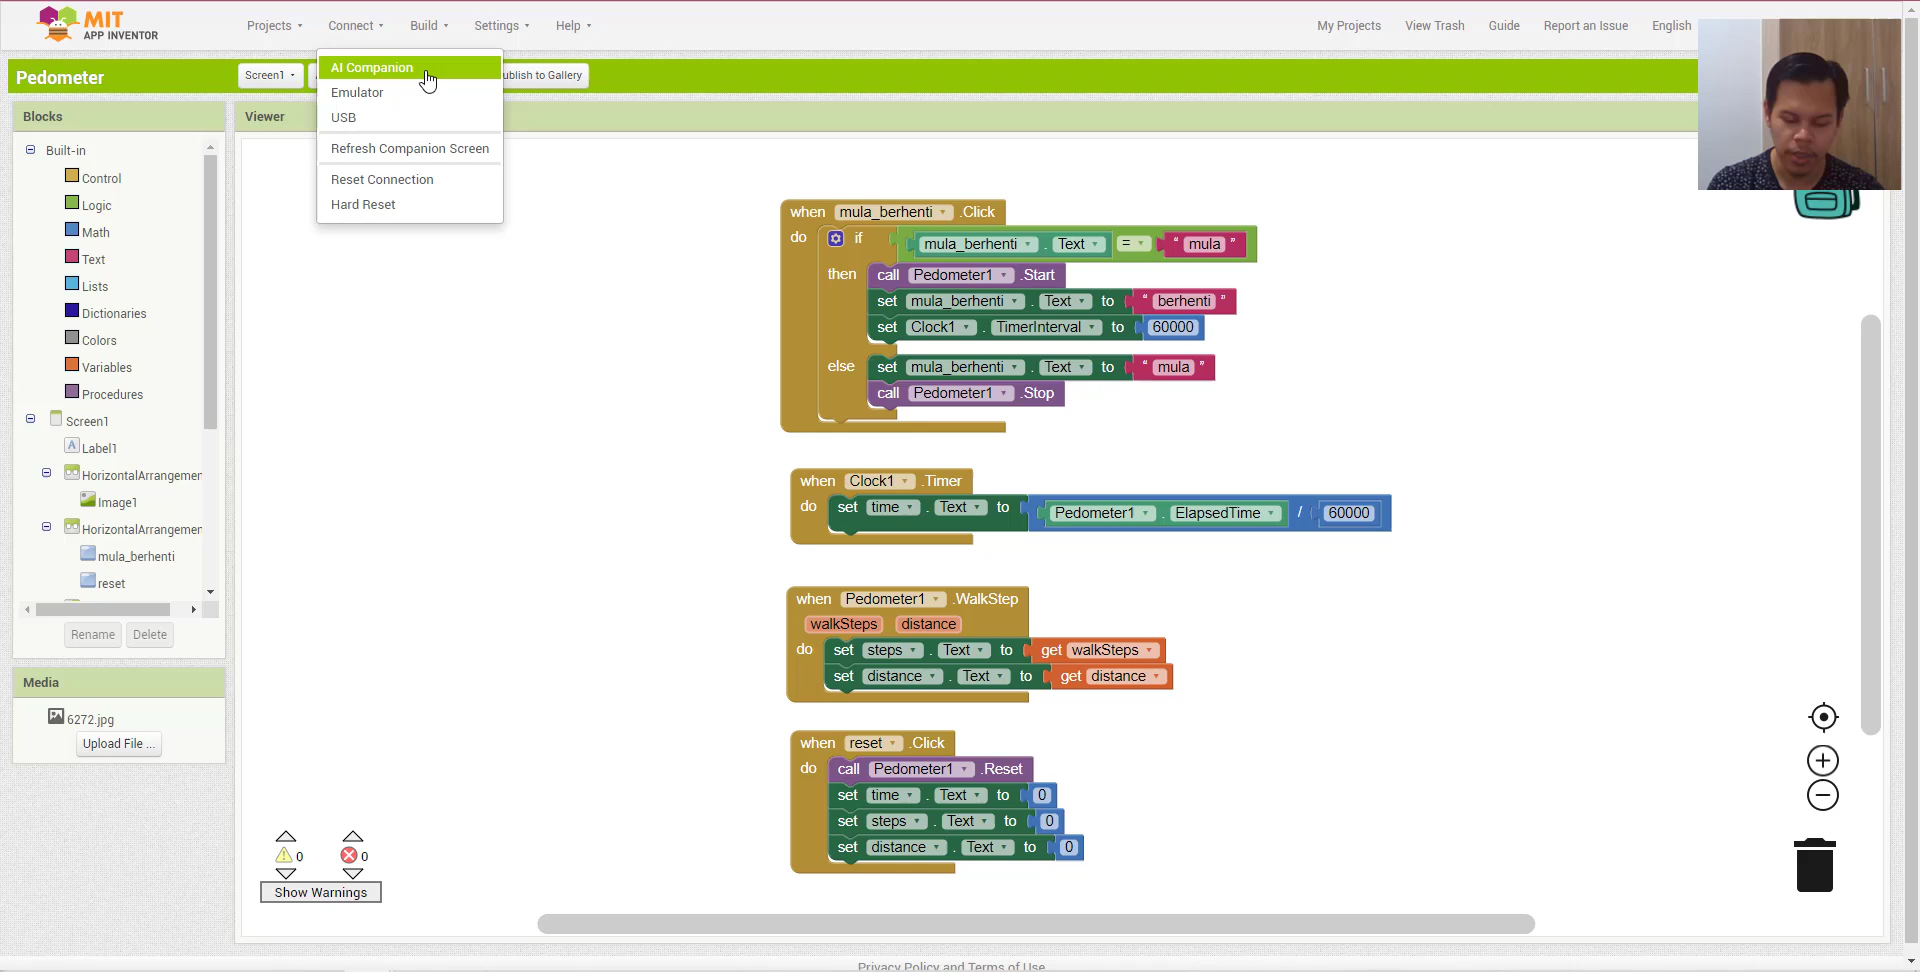 MIT
APP INVENTOR
Projects
Connect
Build
Settings
Help
My Projects
View Trash
Guide
Report an Issue
English
Pedometer
Screen1
ublish to Gallery
AI Companion
Emulator
USB
Refresh Companion Screen
Reset Connection
Hard Reset
Blocks
Viewer
Built-in
Control
Logic
Math
Text
Lists
Dictionaries
Colors
Variables
Procedures
Screen1
Label1
HorizontalArrangemer
Image1
HorizontalArrangemer
mula_berhenti
reset
Rename
Delete
Media
6272.jpg
Upload File ...
when mula_berhenti .Click
do if mula_berhenti . Text = " mula "
then call Pedometer1 .Start
set mula_berhenti . Text to " berhenti "
set Clock1 . TimerInterval to 60000
else set mula_berhenti . Text to " mula "
call Pedometer1 .Stop
when Clock1 .Timer
do set time . Text to Pedometer1 . ElapsedTime / 60000
when Pedometer1 .WalkStep
walkSteps distance
do set steps . Text to get walkSteps
set distance . Text to get distance
when reset .Click
do call Pedometer1 .Reset
set time . Text to 0
set steps . Text to 0
set distance . Text to 0
0 0
Show Warnings
Privacy Policy and Terms of Use